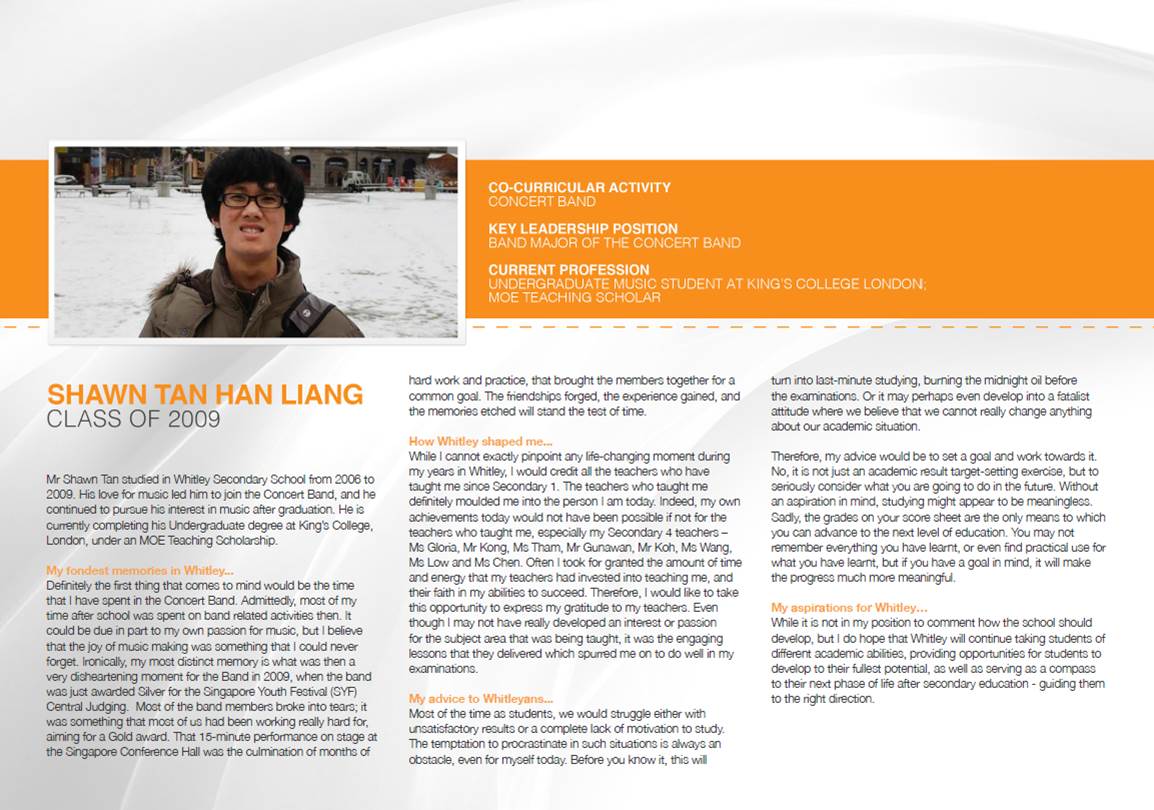 CO-CURRICULAR ACTIVITY
CONCERT BAND
KEY LEADERSHIP POSITION
BAND MAJOR OF THE CONCERT BAND
CURRENT PROFESSION
UNDERGRADUATE MUSIC STUDENT AT KING'S COLLEGE LONDON;
MOE TEACHING SCHOLAR
SHAWN TAN HAN LIANG
CLASS OF 2009
Mr Shawn Tan studied in Whitley Secondary School from 2006 to
2009. His love for music led him to join the Concert Band, and he
continued to pursue his interest in music after graduation. He is
currently completing his Undergraduate degree at King's College,
London, under an MOE Teaching Scholarship.
My fondest memories in Whitley...
Definitely the first thing that comes to mind would be the time
that I have spent in the Concert Band. Admittedly, most of my
time after school was spent on band related activities then. It
could be due in part to my own passion for music, but I believe
that the joy of music making was something that I could never
forget. Ironically, my most distinct memory is what was then a
very disheartening moment for the Band in 2009, when the band
was just awarded Silver for the Singapore Youth Festival (SYF)
Central Judging. Most of the band members broke into tears; it
was something that most of us had been working really hard for,
aiming for a Gold award. That 15-minute performance on stage at
the Singapore Conference Hall was the culmination of months of
hard work and practice, that brought the members together for a
common goal. The friendships forged, the experience gained, and
the memories etched will stand the test of time.
How Whitley shaped me...
While I cannot exactly pinpoint any life-changing moment during
my years in Whitley, I would credit all the teachers who have
taught me since Secondary 1. The teachers who taught me
definitely moulded me into the person I am today. Indeed, my own
achievements today would not have been possible if not for the
teachers who taught me, especially my Secondary 4 teachers –
Ms Gloria, Mr Kong, Ms Tham, Mr Gunawan, Mr Koh, Ms Wang,
Ms Low and Ms Chen. Often I took for granted the amount of time
and energy that my teachers had invested into teaching me, and
their faith in my abilities to succeed. Therefore, I would like to take
this opportunity to express my gratitude to my teachers. Even
though I may not have really developed an interest or passion
for the subject area that was being taught, it was the engaging
lessons that they delivered which spurred me on to do well in my
examinations.
My advice to Whitleyans...
Most of the time as students, we would struggle either with
unsatisfactory results or a complete lack of motivation to study.
The temptation to procrastinate in such situations is always an
obstacle, even for myself today. Before you know it, this will
turn into last-minute studying, burning the midnight oil before
the examinations. Or it may perhaps even develop into a fatalist
attitude where we believe that we cannot really change anything
about our academic situation.
Therefore, my advice would be to set a goal and work towards it.
No, it is not just an academic result target-setting exercise, but to
seriously consider what you are going to do in the future. Without
an aspiration in mind, studying might appear to be meaningless.
Sadly, the grades on your score sheet are the only means to which
you can advance to the next level of education. You may not
remember everything you have learnt, or even find practical use for
what you have learnt, but if you have a goal in mind, it will make
the progress much more meaningful.
My aspirations for Whitley…
While it is not in my position to comment how the school should
develop, but I do hope that Whitley will continue taking students of
different academic abilities, providing opportunities for students to
develop to their fullest potential, as well as serving as a compass
to their next phase of life after secondary education - guiding them
to the right direction.